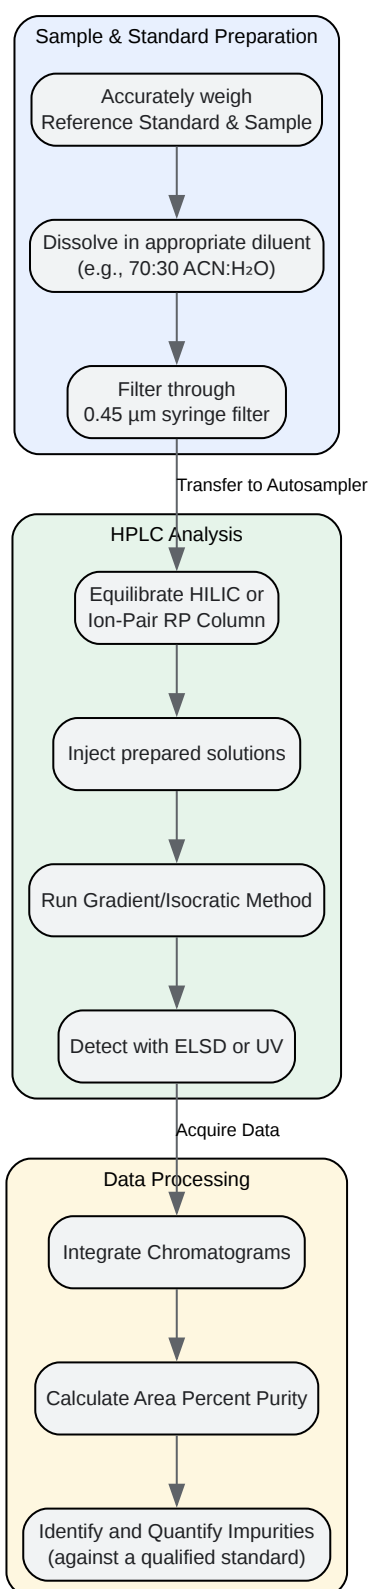 Sample & Standard Preparation
Accurately weigh
Reference Standard & Sample
Dissolve in appropriate diluent
(e.g., 70:30 ACN:H₂O)
Filter through
0.45 µm syringe filter
Transfer to Autosampler
HPLC Analysis
Equilibrate HILIC or
Ion-Pair RP Column
Inject prepared solutions
Run Gradient/Isocratic Method
Detect with ELSD or UV
Acquire Data
Data Processing
Integrate Chromatograms
Calculate Area Percent Purity
Identify and Quantify Impurities
(against a qualified standard)